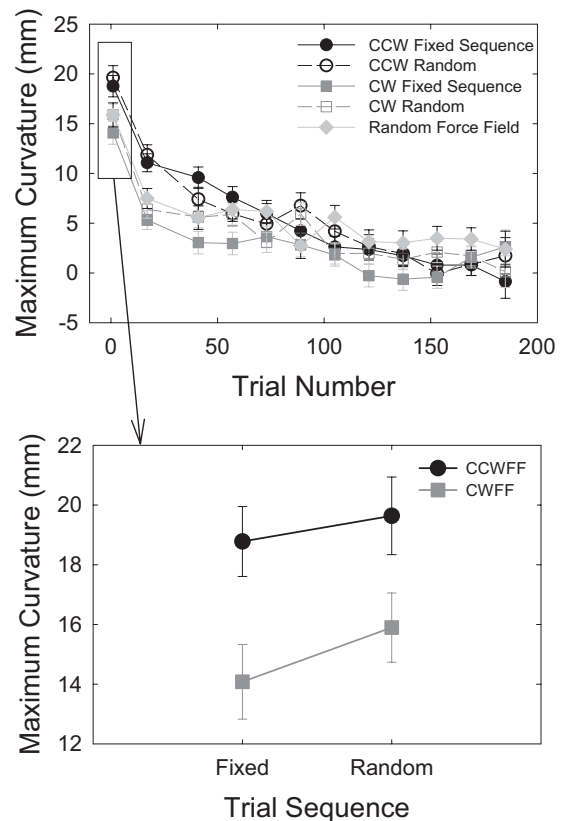 Maximum Curvature (mm)
25
20
15
10
5
0
-5
CCW Fixed Sequence
CCW Random
CW Fixed Sequence
CW Random
Random Force Field
0
50
100
150
200
Trial Number
Maximum Curvature (mm)
22
20
18
16
14
12
CCWFF
CWFF
Fixed
Random
Trial Sequence